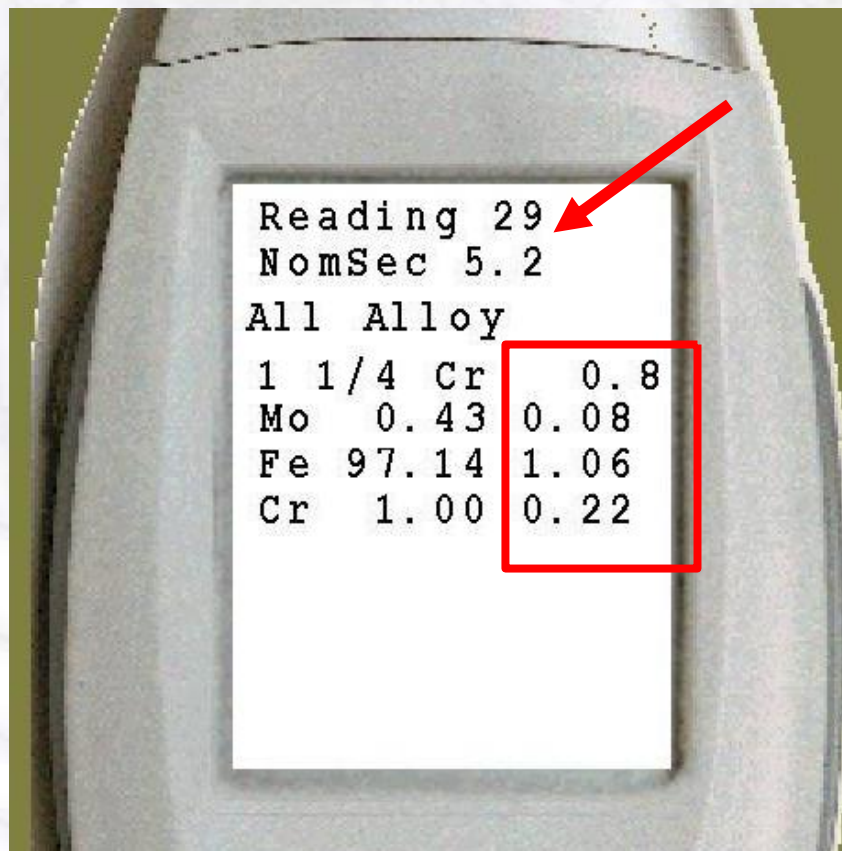 Reading 29
NomSec 5.2
All Alloy
1 1/4 Cr 0.8
Mo 0.43 0.08
Fe 97.14 1.06
Cr 1.00 0.22